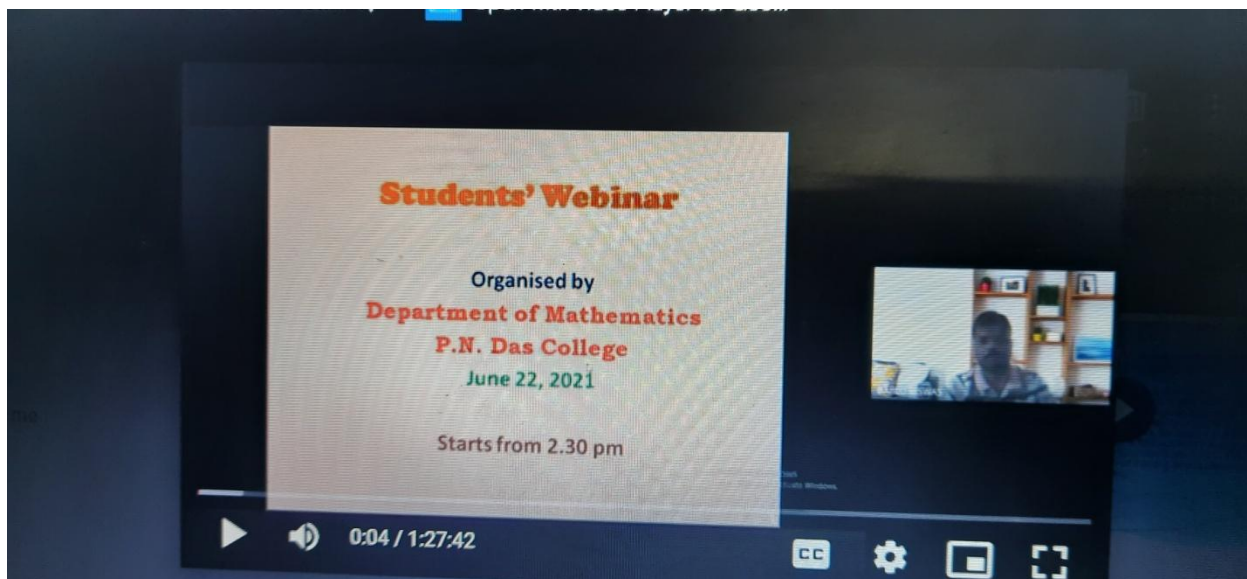 Students' Webinar
Organised by
Department of Mathematics
P.N. Das College
June 22, 2021
Starts from 2.30 pm
0:04 / 1:27:42
CC